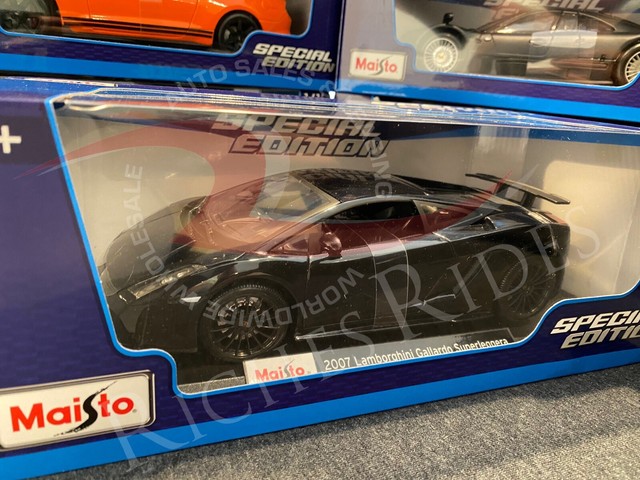 SPECIAL
EDITION
Maisto
SPECIAL
EDITION
+
SPECIAL
EDITION
AUTO SALES
WORLDWIDE WHOLESALE
RICHES RIDES
Maisto
2007 Lamborghini Gallardo Superleggera
SPECIAL
EDITION
Maisto